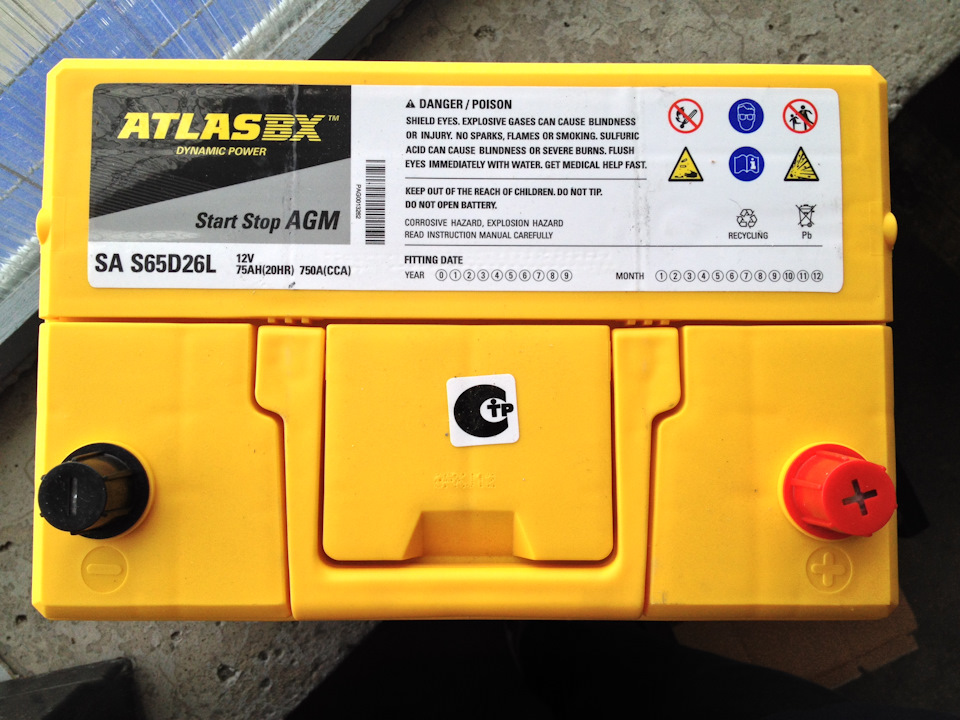 ATLASBX™
DYNAMIC POWER
Start Stop AGM
PAG0013282
SA S65D26L
12V
75AH(20HR) 750A(CCA)
DANGER / POISON
SHIELD EYES. EXPLOSIVE GASES CAN CAUSE BLINDNESS
OR INJURY. NO SPARKS, FLAMES OR SMOKING. SULFURIC
ACID CAN CAUSE BLINDNESS OR SEVERE BURNS. FLUSH
EYES IMMEDIATELY WITH WATER. GET MEDICAL HELP FAST.
KEEP OUT OF THE REACH OF CHILDREN. DO NOT TIP.
DO NOT OPEN BATTERY.
CORROSIVE HAZARD, EXPLOSION HAZARD
READ INSTRUCTION MANUAL CAREFULLY
RECYCLING
Pb
FITTING DATE
YEAR 0 1 2 3 4 5 6 7 8 9
MONTH 1 2 3 4 5 6 7 8 9 10 11 12